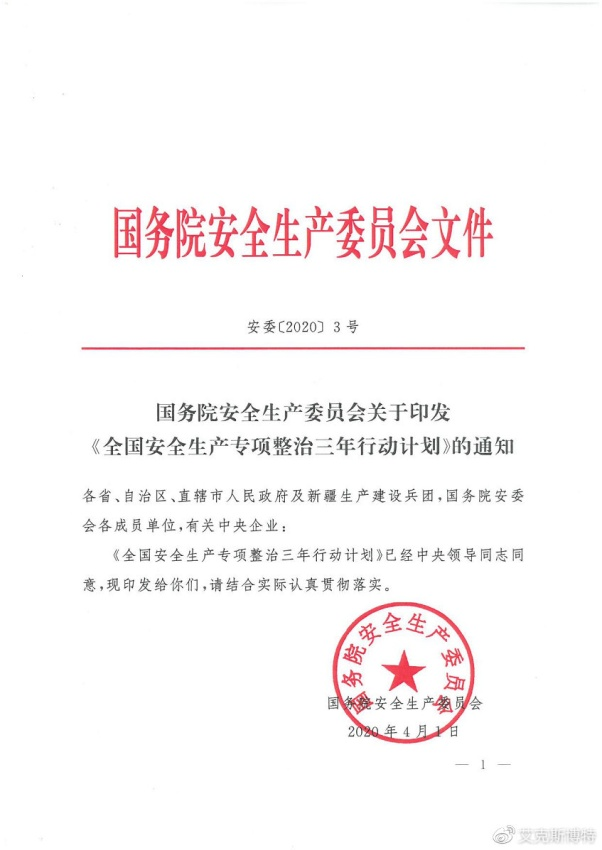 国务院安全生产委员会文件
安委〔2020〕3号
国务院安全生产委员会关于印发
《全国安全生产专项整治三年行动计划》的通知
各省、自治区、直辖市人民政府及新疆生产建设兵团,国务院安委
会各成员单位,有关中央企业:
《全国安全生产专项整治三年行动计划》已经中央领导同志同
意,现印发给你们,请结合实际认真贯彻落实。
国务院安全生产委员会
国务院安全生产委员会
2020年4月1日
— 1 —
艾克斯博特